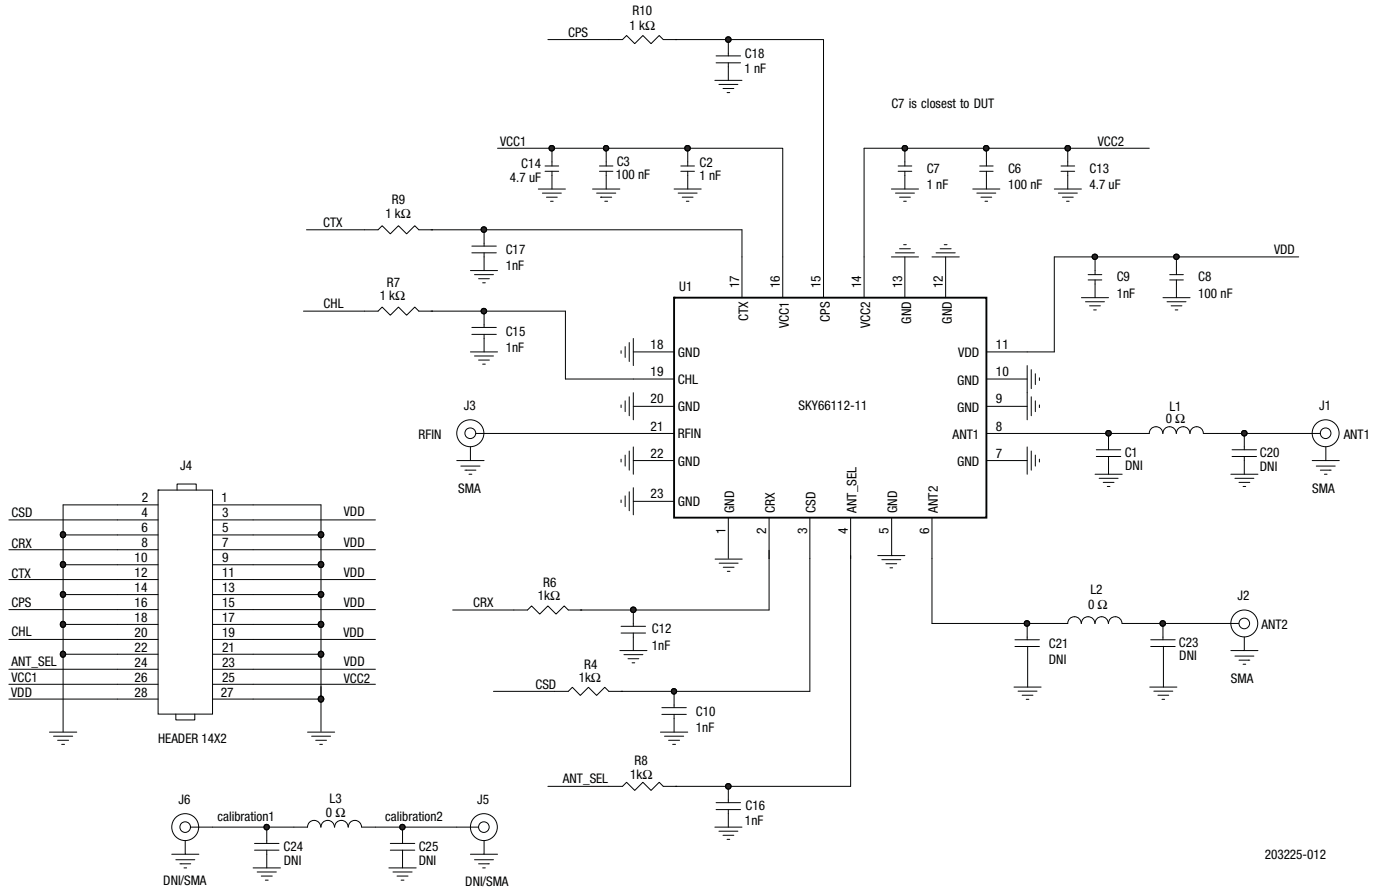 R10
1 kΩ
CPS
C18
1 nF
C7 is closest to DUT
VCC1
C14
4.7 uF
C3
100 nF
C2
1 nF
VCC2
C7
1 nF
C6
100 nF
C13
4.7 uF
R9
1 kΩ
CTX
C17
1nF
VDD
C9
1nF
C8
100 nF
R7
1 kΩ
CHL
C15
1nF
U1
17
16
15
14
13
12
CTX
VCC1
CPS
VCC2
GND
GND
18 GND
19 CHL
20 GND
21 RFIN
22 GND
23 GND
SKY66112-11
VDD 11
GND 10
GND 9
ANT1 8
GND 7
GND
CRX
CSD
ANT_SEL
GND
ANT2
1
2
3
4
5
6
J3
RFIN
SMA
L1
0 Ω
C1
DNI
C20
DNI
J1
ANT1
SMA
J4
2 1
CSD 4 3 VDD
6 5
CRX 8 7 VDD
10 9
CTX 12 11 VDD
14 13
CPS 16 15 VDD
18 17
CHL 20 19 VDD
22 21
ANT_SEL 24 23 VDD
VCC1 26 25 VCC2
VDD 28 27
HEADER 14X2
R6
1kΩ
CRX
C12
1nF
L2
0 Ω
C21
DNI
C23
DNI
J2
ANT2
SMA
R4
1kΩ
CSD
C10
1nF
R8
1kΩ
ANT_SEL
C16
1nF
J6
calibration1
L3
0 Ω
calibration2
J5
C24
DNI
C25
DNI
DNI/SMA
DNI/SMA
203225-012